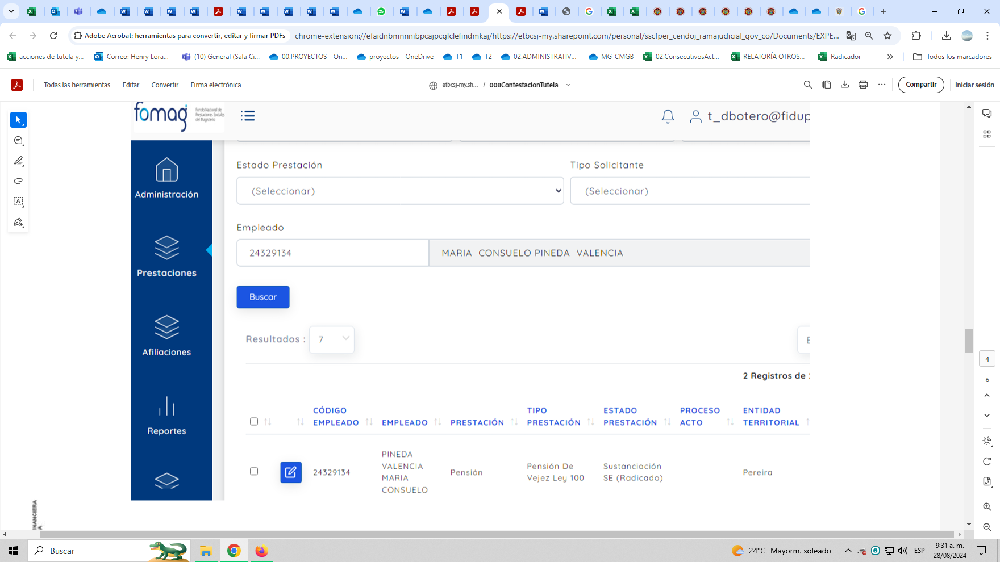 Adobe Acrobat: herramientas para convertir, editar y firmar PDFs
chrome-extension://efaidnbmnnnibpcajpcglclefindmkaj/https://etbcsj-my.sharepoint.com/personal/sscfper_cendoj_ramajudicial_gov_co/Documents/EXPE...
acciones de tutela y...
Correo: Henry Lora...
(10) General (Sala Ci...
00.PROYECTOS - On...
proyectos - OneDrive
T1
T2
02.ADMINISTRATIV...
MG_CMGB
02.ConsecutivosAct...
RELATORÍA OTROS...
Radicador
Todos los marcadores
Todas las herramientas
Editar
Convertir
Firma electrónica
etbcsj-my.sh... / 008ContestacionTutela
Compartir
Iniciar sesión
fomag
Fondo Nacional de
Prestaciones Sociales
del Magisterio
t_dbotero@fidup
Administración
Prestaciones
Afiliaciones
Reportes
Estado Prestación
Tipo Solicitante
(Seleccionar)
(Seleccionar)
Empleado
24329134
MARIA CONSUELO PINEDA VALENCIA
Buscar
Resultados : 7
2 Registros de
CÓDIGO
EMPLEADO
EMPLEADO
PRESTACIÓN
TIPO
PRESTACIÓN
ESTADO
PRESTACIÓN
PROCESO
ACTO
ENTIDAD
TERRITORIAL
24329134
PINEDA
VALENCIA
MARIA
CONSUELO
Pensión
Pensión De
Vejez Ley 100
Sustanciación
SE (Radicado)
Pereira
4
6
INANCIERA
Buscar
24°C Mayorm. soleado
ESP
9:31 a. m.
28/08/2024